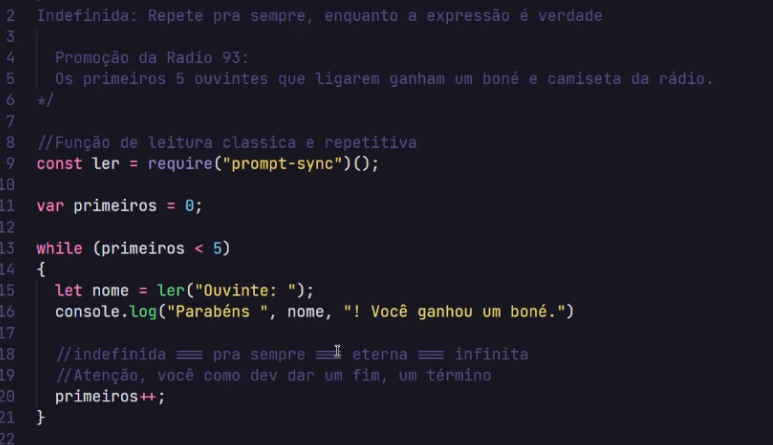 2 Indefinida: Repete pra sempre, enquanto a expressão é verdade
3
4 Promoção da Radio 93:
5 Os primeiros 5 ouvintes que ligarem ganham um boné e camiseta da rádio.
6 */
7
8 //Função de leitura classica e repetitiva
9 const ler = require("prompt-sync")();
10
11 var primeiros = 0;
12
13 while (primeiros < 5)
14 {
15 let nome = ler("Ouvinte: ");
16 console.log("Parabéns ", nome, "! Você ganhou um boné.")
17
18 //indefinida === pra sempre === eterna === infinita
19 //Atenção, você como dev dar um fim, um término
20 primeiros++;
21 }
22